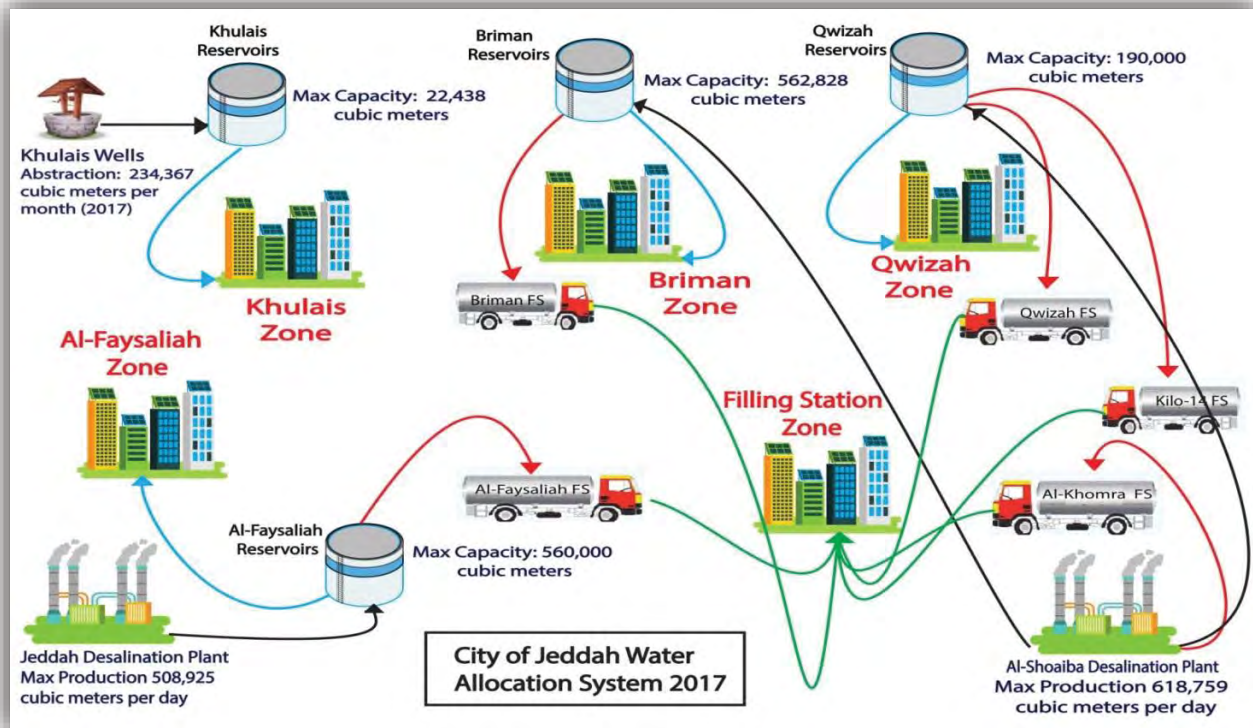 Khulais
Reservoirs
Max Capacity: 22,438
cubic meters
Khulais Wells
Abstraction: 234,367
cubic meters per
month (2017)
Khulais
Zone
Briman
Reservoirs
Max Capacity: 562,828
cubic meters
Briman
Zone
Briman FS
Qwizah
Reservoirs
Max Capacity: 190,000
cubic meters
Qwizah
Zone
Qwizah FS
Kilo-14 FS
Al-Khomra FS
Al-Faysaliah
Zone
Al-Faysaliah FS
Filling Station
Zone
Al-Faysaliah
Reservoirs
Max Capacity: 560,000
cubic meters
Jeddah Desalination Plant
Max Production 508,925
cubic meters per day
City of Jeddah Water
Allocation System 2017
Al-Shoaiba Desalination Plant
Max Production 618,759
cubic meters per day